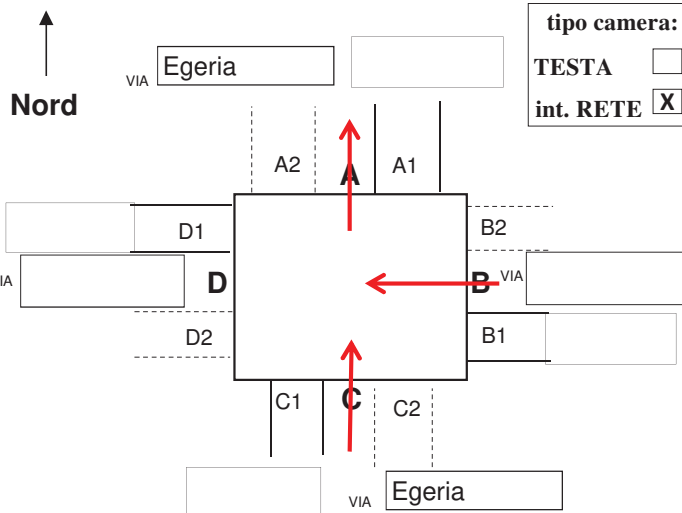 tipo camera:
VIA Egeria
TESTA
Nord
int. RETE X
A2 A A1
D1 B2
VIA D B VIA
D2 B1
C1 C C2
VIA Egeria